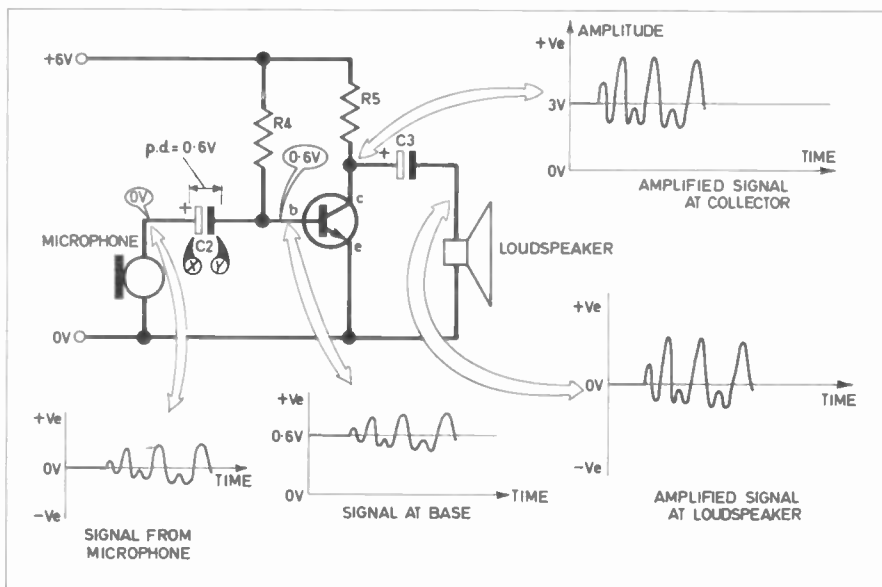 +6V
R4
R5
p.d=0·6V
0V
+
C2
X Y
MICROPHONE
0·6V
b
c
e
+
C3
LOUDSPEAKER
0V
+Ve
AMPLITUDE
3V
0V
TIME
AMPLIFIED SIGNAL
AT COLLECTOR
+Ve
0V
-Ve
TIME
AMPLIFIED SIGNAL
AT LOUDSPEAKER
+Ve
0V
-Ve
TIME
SIGNAL FROM
MICROPHONE
+Ve
0·6V
0V
TIME
SIGNAL AT BASE